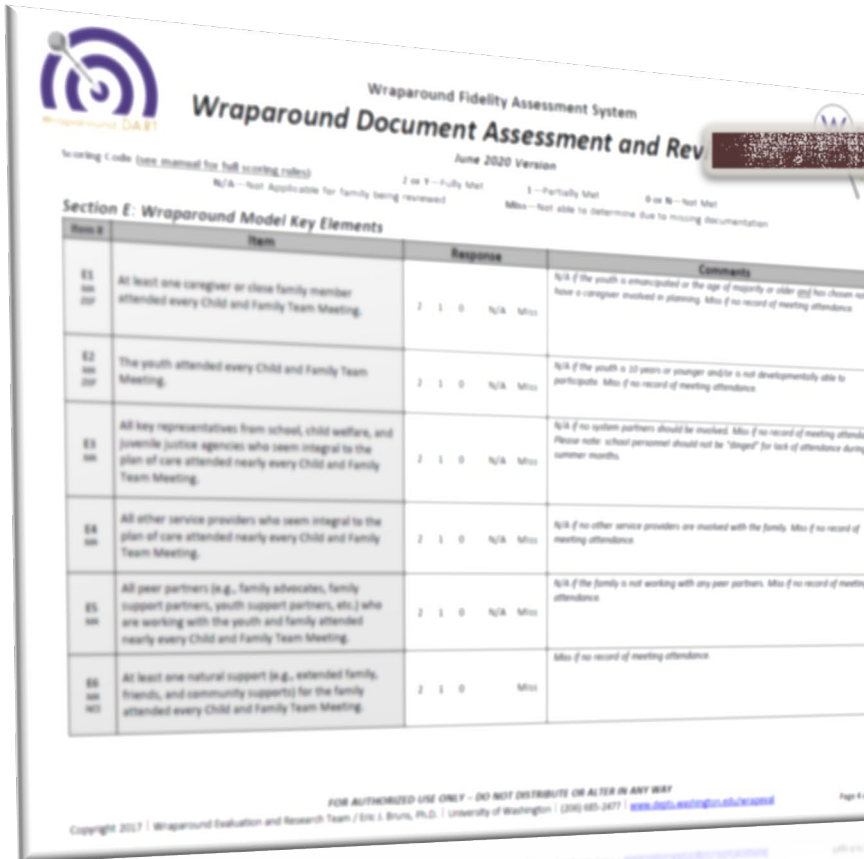 Wraparound DART
Wraparound Fidelity Assessment System
Wraparound Document Assessment and Rev
June 2020 Version
Scoring Code (see manual for full scoring rules)
2 or Y—Fully Met 1—Partially Met 0 or N—Not Met
N/A—Not Applicable for family being reviewed Miss—Not able to determine due to missing documentation
Section E: Wraparound Model Key Elements
Item # Item Response Comments
E1
At least one caregiver or close family member
attended every Child and Family Team Meeting.
2 1 0 N/A Miss
N/A if the youth is emancipated or the age of majority or older and has chosen no
have a caregiver involved in planning. Miss if no record of meeting attendance.
E2
The youth attended every Child and Family Team
Meeting.
2 1 0 N/A Miss
N/A if the youth is 10 years or younger and/or is not developmentally able to
participate. Miss if no record of meeting attendance.
E3
All key representatives from school, child welfare, and
juvenile justice agencies who seem integral to the
plan of care attended nearly every Child and Family
Team Meeting.
2 1 0 N/A Miss
N/A if no system partners should be involved. Miss if no record of meeting attenda
Please note: school personnel should not be "dinged" for lack of attendance during
summer months.
E4
All other service providers who seem integral to the
plan of care attended nearly every Child and Family
Team Meeting.
2 1 0 N/A Miss
N/A if no other service providers are involved with the family. Miss if no record of
meeting attendance.
E5
All peer partners (e.g., family advocates, family
support partners, youth support partners, etc.) who
are working with the youth and family attended
nearly every Child and Family Team Meeting.
2 1 0 N/A Miss
N/A if the family is not working with any peer partners. Miss if no record of meeting
attendance.
E6
At least one natural support (e.g., extended family,
friends, and community supports) for the family
attended every Child and Family Team Meeting.
2 1 0 Miss
Miss if no record of meeting attendance.
FOR AUTHORIZED USE ONLY – DO NOT DISTRIBUTE OR ALTER IN ANY WAY
Copyright 2017 | Wraparound Evaluation and Research Team / Eric J. Bruns, Ph.D. | University of Washington | (206) 685-2477 | www.depts.washington.edu/wrapeval
Page 4